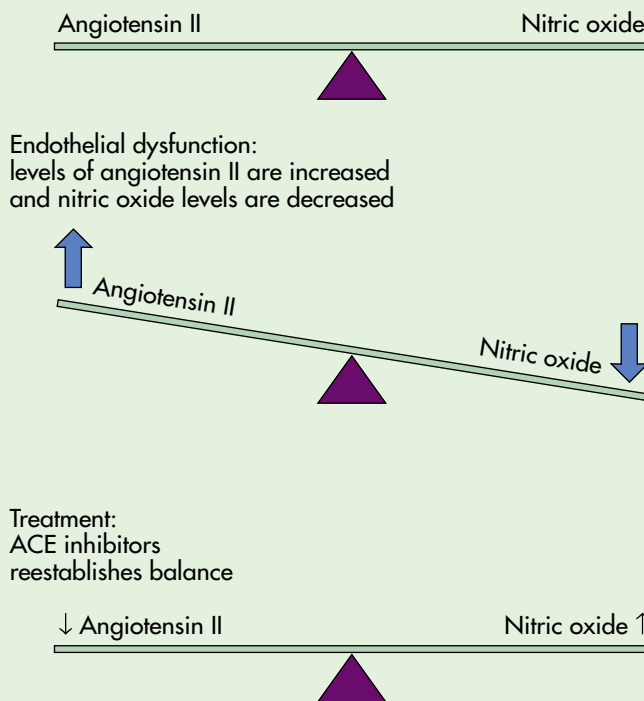 Angiotensin II Nitric oxide
Endothelial dysfunction:
levels of angiotensin II are increased
and nitric oxide levels are decreased
Angiotensin II
Nitric oxide
Treatment:
ACE inhibitors
reestablishes balance
↓ Angiotensin II Nitric oxide ↑